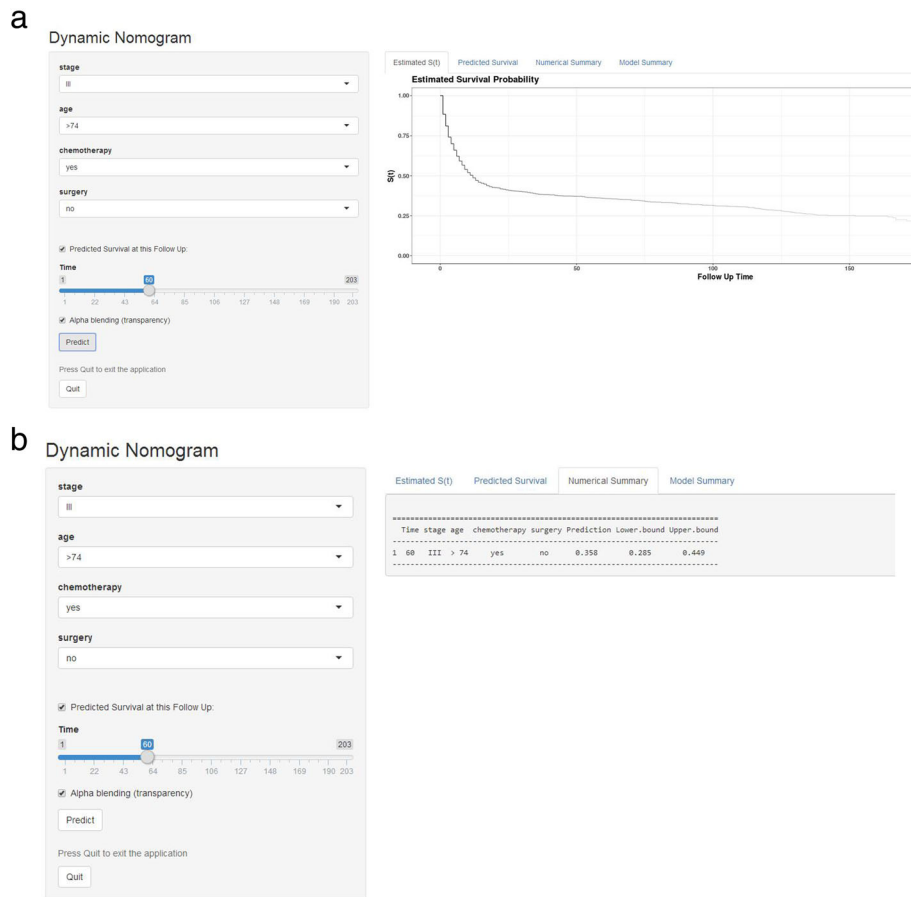 a
Dynamic Nomogram
stage
III
age
>74
chemotherapy
yes
surgery
no
Predicted Survival at this Follow Up:
Time
1 60 203
1 22 43 64 85 106 127 148 169 190 203
Alpha blending (transparency)
Predict
Press Quit to exit the application
Quit
Estimated S(t) Predicted Survival Numerical Summary Model Summary
Estimated Survival Probability
1.00
0.75
0.50
0.25
0.00
S(t)
0 50 100 150
Follow Up Time
b
Dynamic Nomogram
stage
III
age
>74
chemotherapy
yes
surgery
no
Predicted Survival at this Follow Up:
Time
1 60 203
1 22 43 64 85 106 127 148 169 190 203
Alpha blending (transparency)
Predict
Press Quit to exit the application
Quit
Estimated S(t) Predicted Survival Numerical Summary Model Summary
Time stage age chemotherapy surgery Prediction Lower.bound Upper.bound
1 60 III > 74 yes no 0.358 0.285 0.449